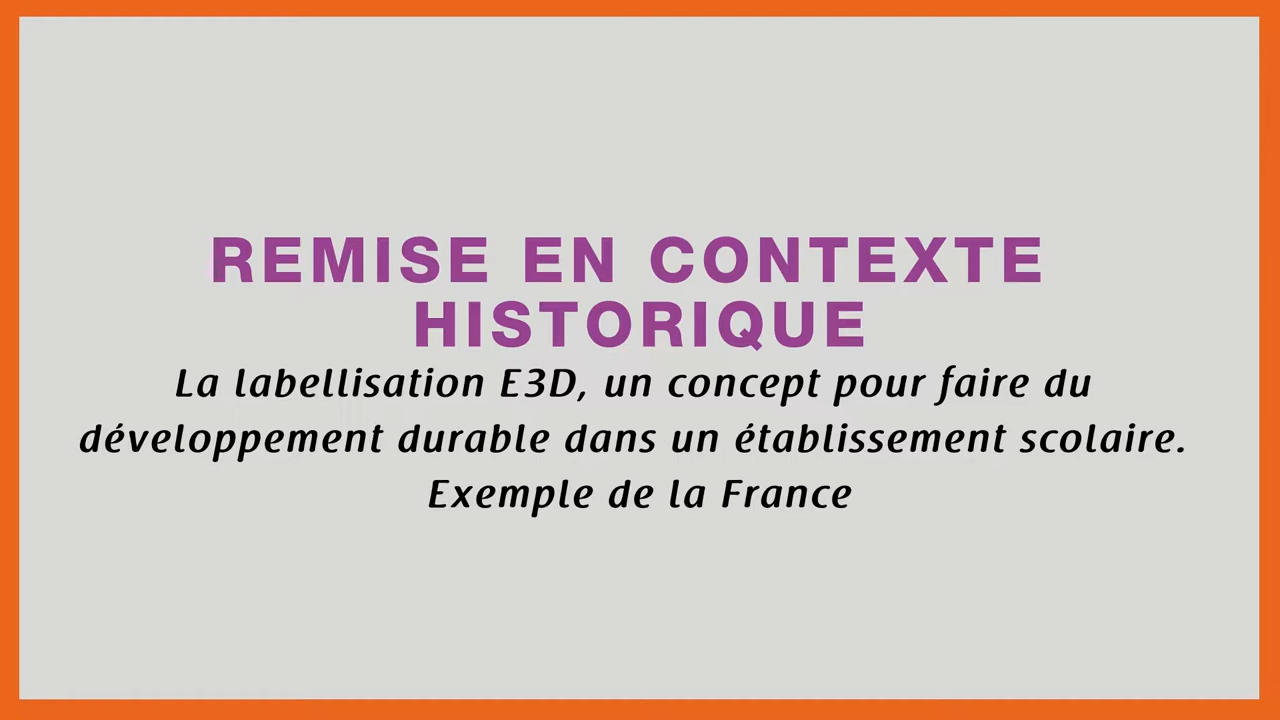 REMISE EN CONTEXTE
HISTORIQUE
La labellisation E3D, un concept pour faire du
développement durable dans un établissement scolaire.
Exemple de la France